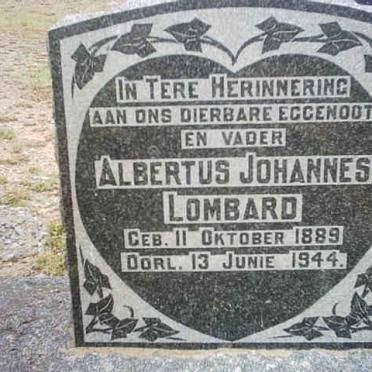 IN TERE HERINNERING
AAN ONS DIERBARE EGGENOOT
EN VADER
ALBERTUS JOHANNES
LOMBARD
GEB. 11 OKTOBER 1889
OORL. 13 JUNIE 1944.